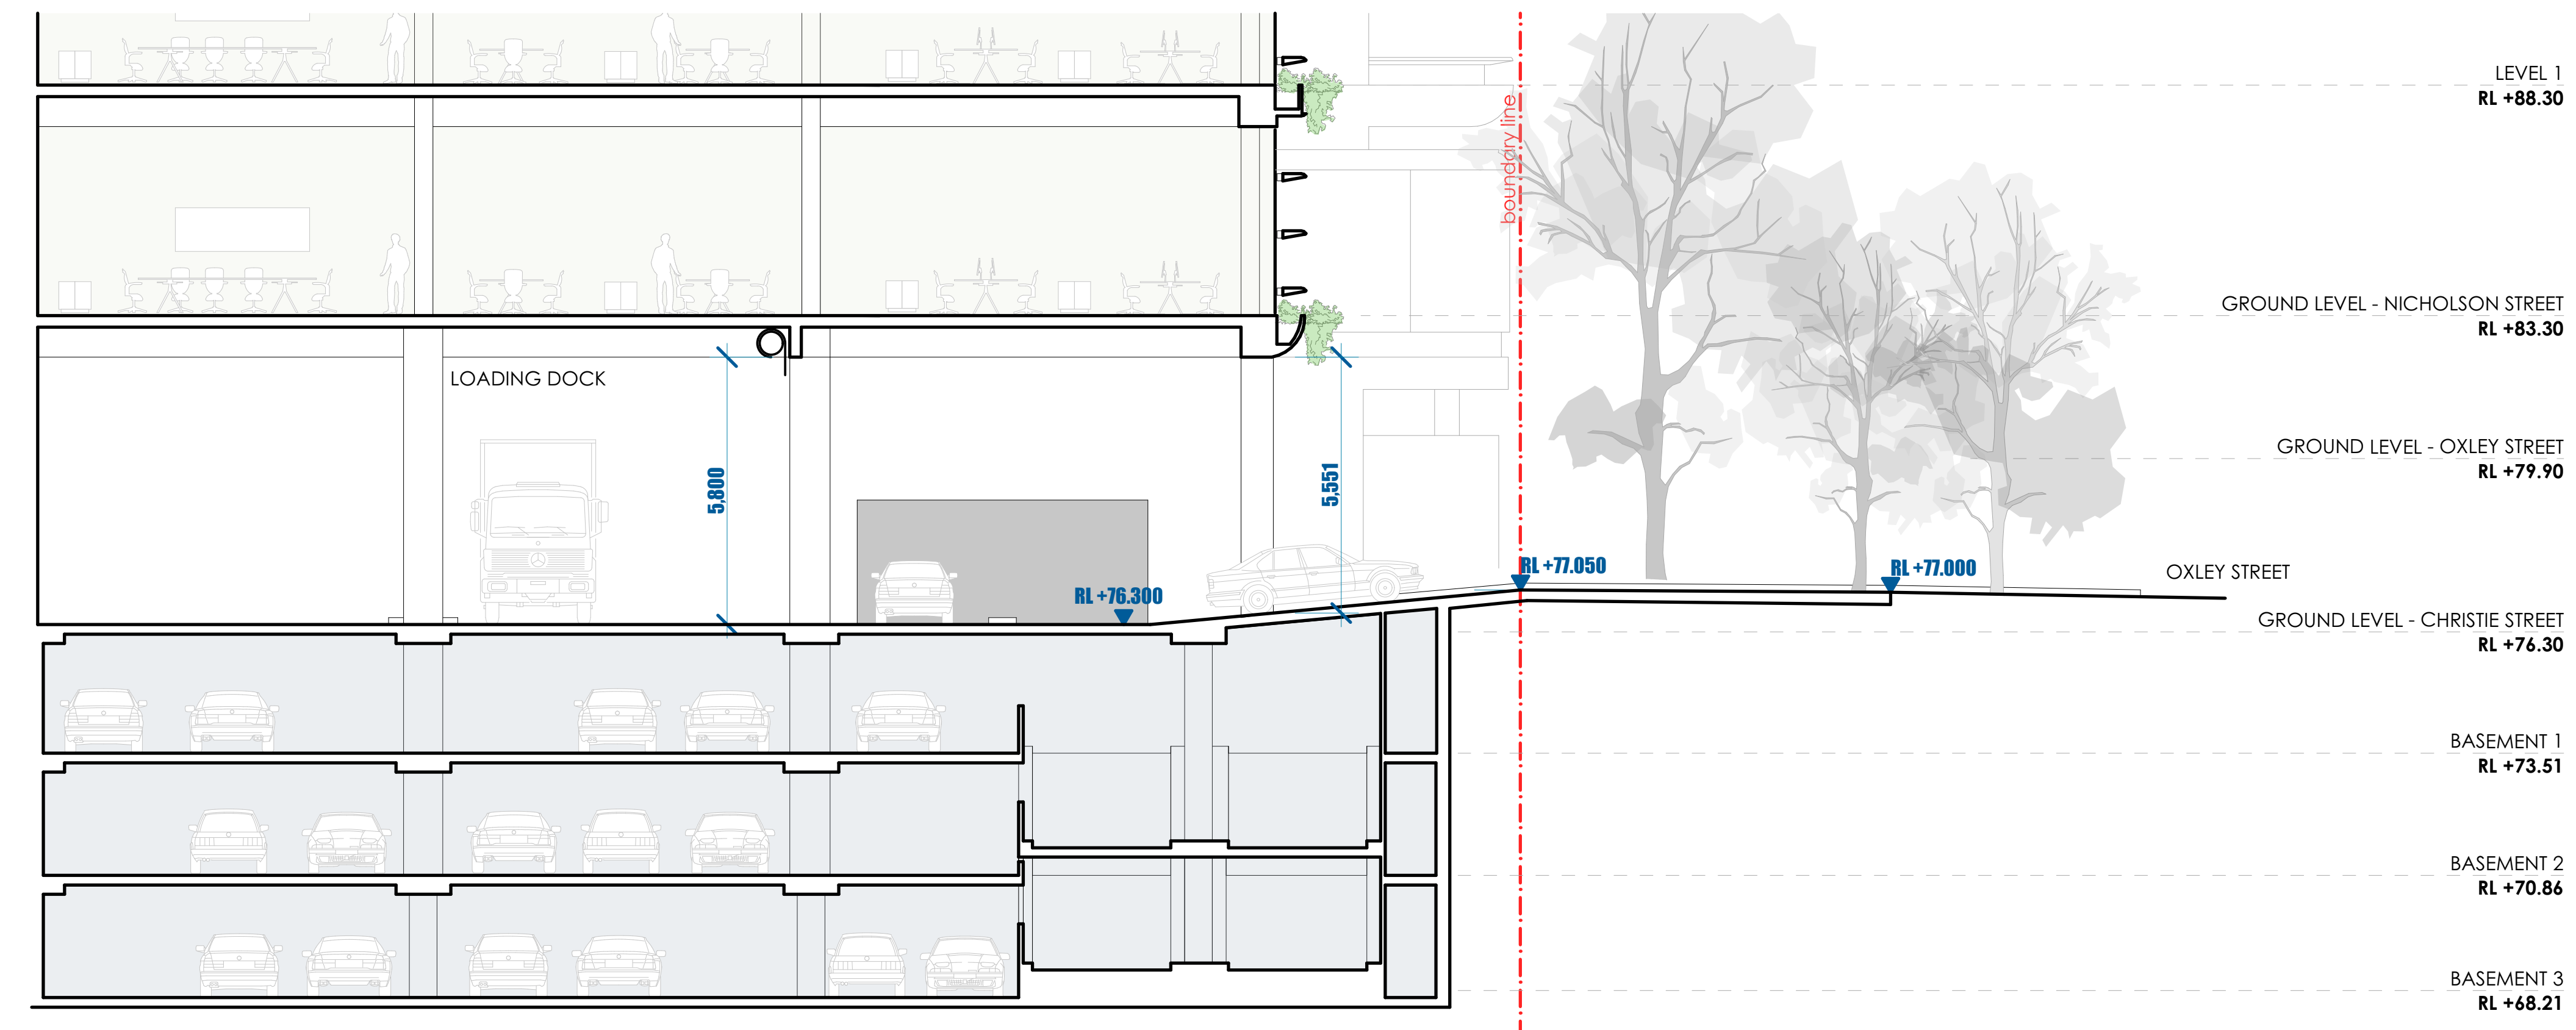 LEVEL 1
RL +88.30
boundary line
GROUND LEVEL - NICHOLSON STREET
RL +83.30
LOADING DOCK
GROUND LEVEL - OXLEY STREET
RL +79.90
5,800
5,551
RL +77.050
RL +77.000
OXLEY STREET
RL +76.300
GROUND LEVEL - CHRISTIE STREET
RL +76.30
BASEMENT 1
RL +73.51
BASEMENT 2
RL +70.86
BASEMENT 3
RL +68.21